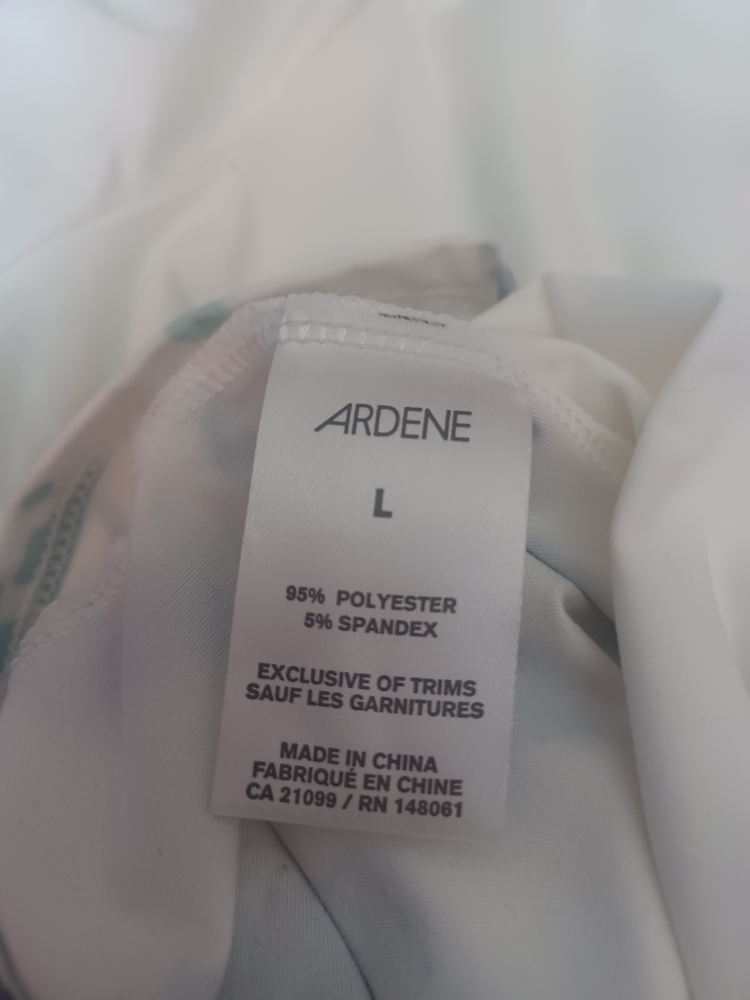 ARDENE
L
95% POLYESTER
5% SPANDEX
EXCLUSIVE OF TRIMS
SAUF LES GARNITURES
MADE IN CHINA
FABRIQUÉ EN CHINE
CA 21099 / RN 148061